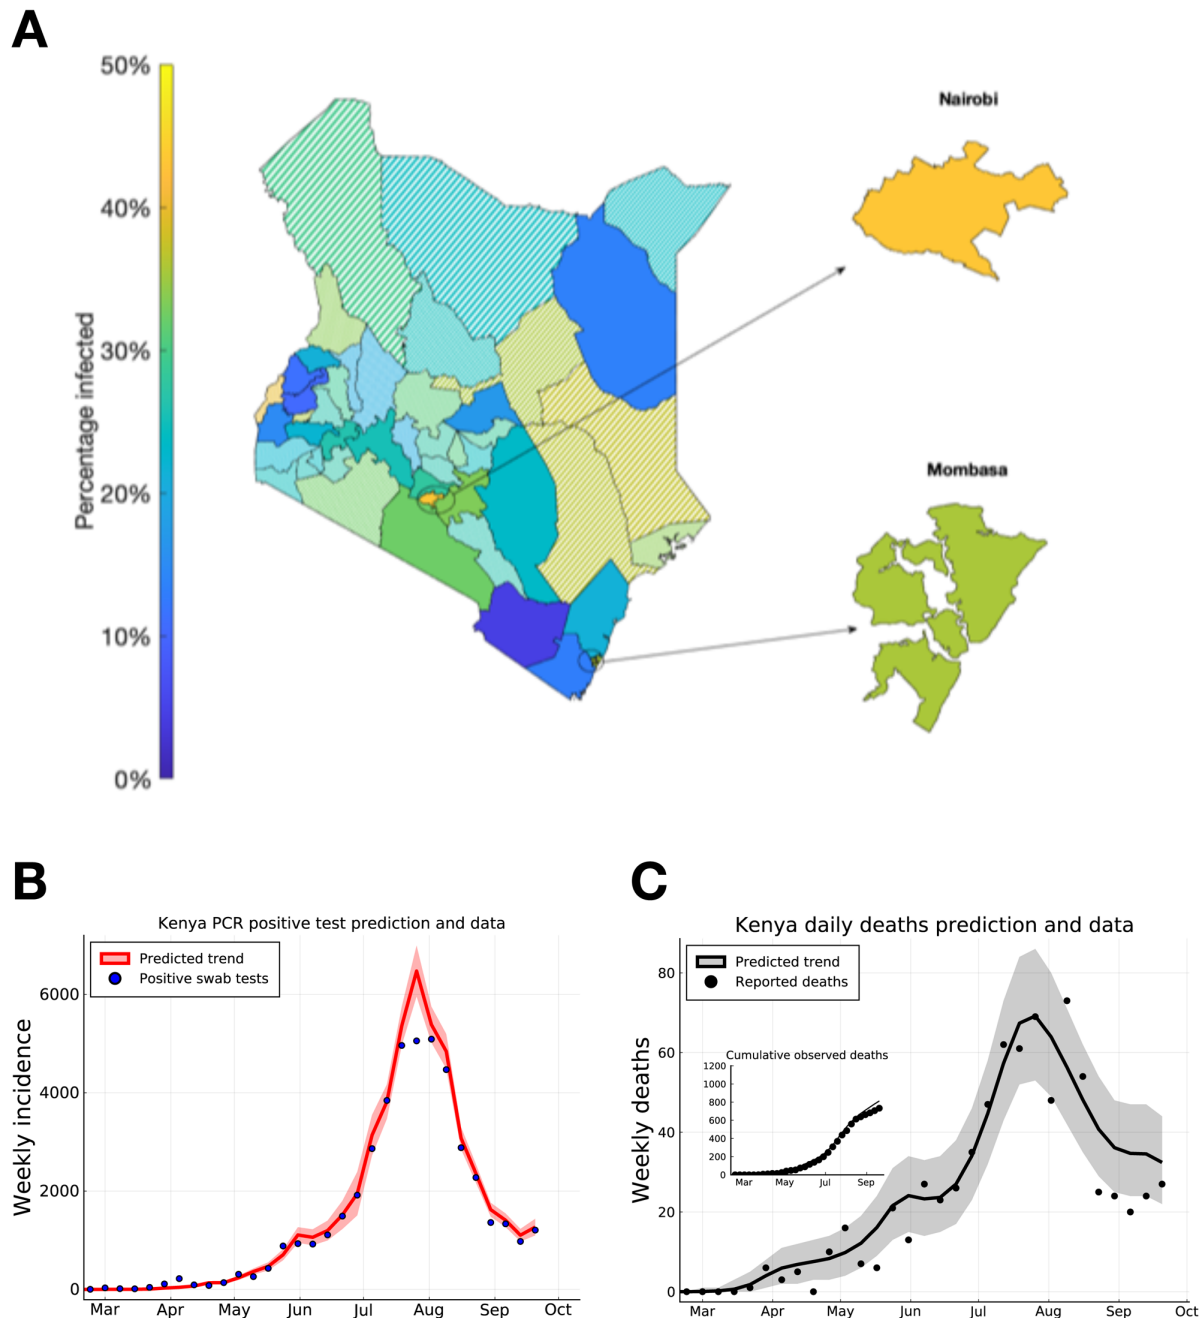 A
50%
40%
30%
20%
10%
0%
Percentage infected
Nairobi
Mombasa
B
Kenya PCR positive test prediction and data
Predicted trend
Positive swab tests
Weekly incidence
6000
4000
2000
0
Mar Apr May Jun Jul Aug Sep Oct
C
Kenya daily deaths prediction and data
Predicted trend
Reported deaths
Weekly deaths
80
60
40
20
0
Cumulative observed deaths
1200
1000
800
600
400
200
0
Mar May Jul Sep
Mar Apr May Jun Jul Aug Sep Oct